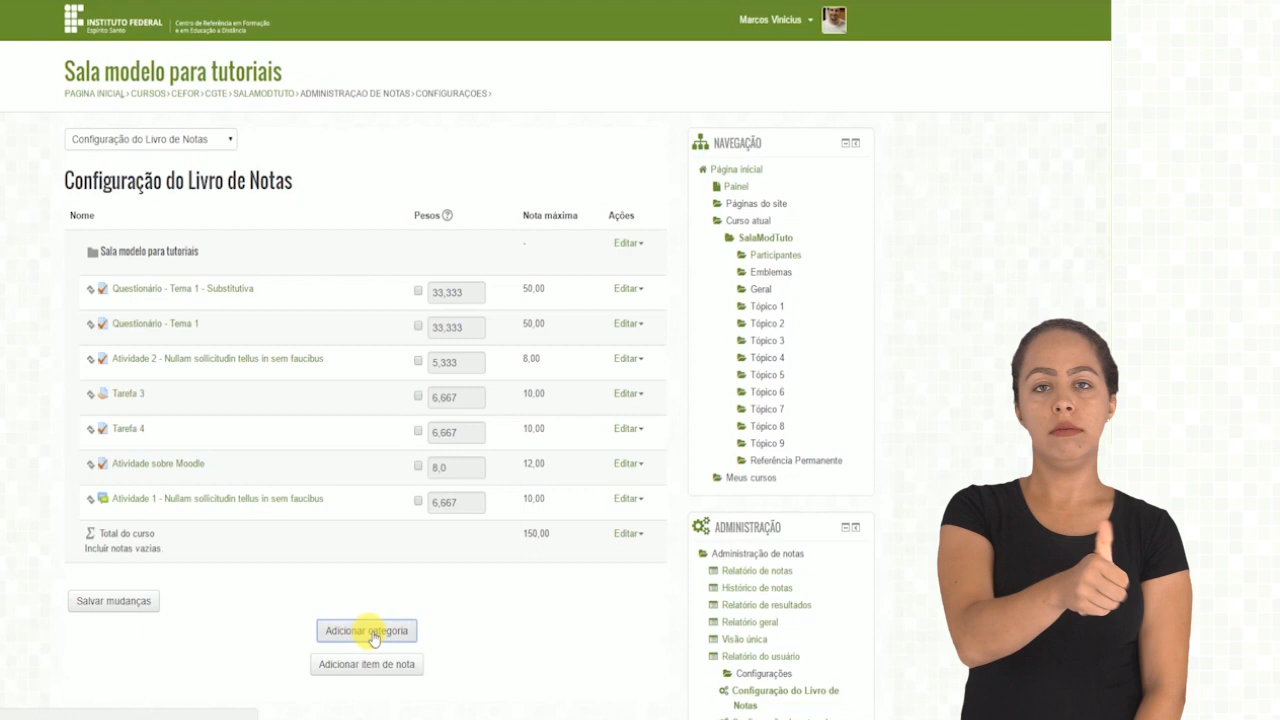 INSTITUTO FEDERAL
Espírito Santo
Centro de Referência em Formação
e em Educação a Distância
Marcos Vinicius
Sala modelo para tutoriais
PÁGINA INICIAL › CURSOS › CEFOR › CGTE › SALAMODTUTO › ADMINISTRAÇÃO DE NOTAS › CONFIGURAÇÕES ›
Configuração do Livro de Notas
Configuração do Livro de Notas
Nome Pesos Nota máxima Ações
Sala modelo para tutoriais - Editar
Questionário - Tema 1 - Substitutiva 33,333 50,00 Editar
Questionário - Tema 1 33,333 50,00 Editar
Atividade 2 - Nullam sollicitudin tellus in sem faucibus 5,333 8,00 Editar
Tarefa 3 6,667 10,00 Editar
Tarefa 4 6,667 10,00 Editar
Atividade sobre Moodle 8,0 12,00 Editar
Atividade 1 - Nullam sollicitudin tellus in sem faucibus 6,667 10,00 Editar
Σ Total do curso 150,00 Editar
Incluir notas vazias.
Salvar mudanças
Adicionar categoria
Adicionar item de nota
NAVEGAÇÃO
Página inicial
Painel
Páginas do site
Curso atual
SalaModTuto
Participantes
Emblemas
Geral
Tópico 1
Tópico 2
Tópico 3
Tópico 4
Tópico 5
Tópico 6
Tópico 7
Tópico 8
Tópico 9
Referência Permanente
Meus cursos
ADMINISTRAÇÃO
Administração de notas
Relatório de notas
Histórico de notas
Relatório de resultados
Relatório geral
Visão única
Relatório do usuário
Configurações
Configuração do Livro de
Notas